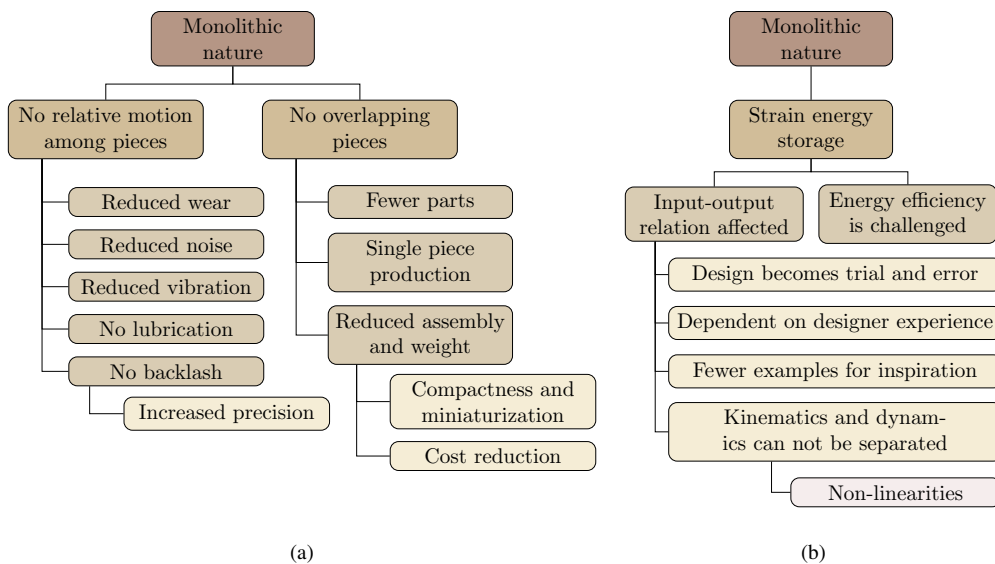 Monolithic
nature
No relative motion
among pieces
Reduced wear
Reduced noise
Reduced vibration
No lubrication
No backlash
Increased precision
No overlapping
pieces
Fewer parts
Single piece
production
Reduced assembly
and weight
Compactness and
miniaturization
Cost reduction
(a)
Monolithic
nature
Strain energy
storage
Input-output
relation affected
Energy efficiency
is challenged
Design becomes trial and error
Dependent on designer experience
Fewer examples for inspiration
Kinematics and dynam-
ics can not be separated
Non-linearities
(b)